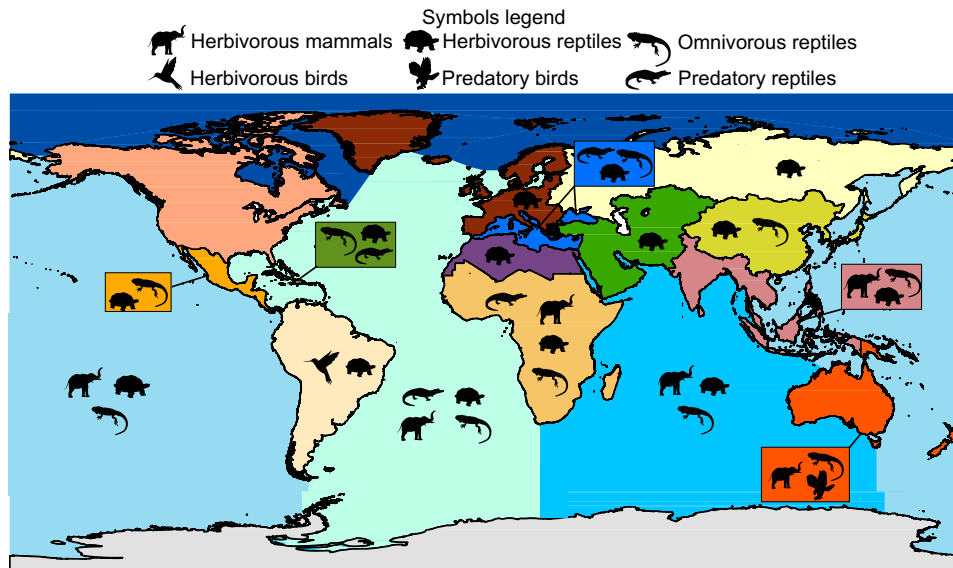 Symbols legend
Herbivorous mammals Herbivorous reptiles Omnivorous reptiles
Herbivorous birds Predatory birds Predatory reptiles